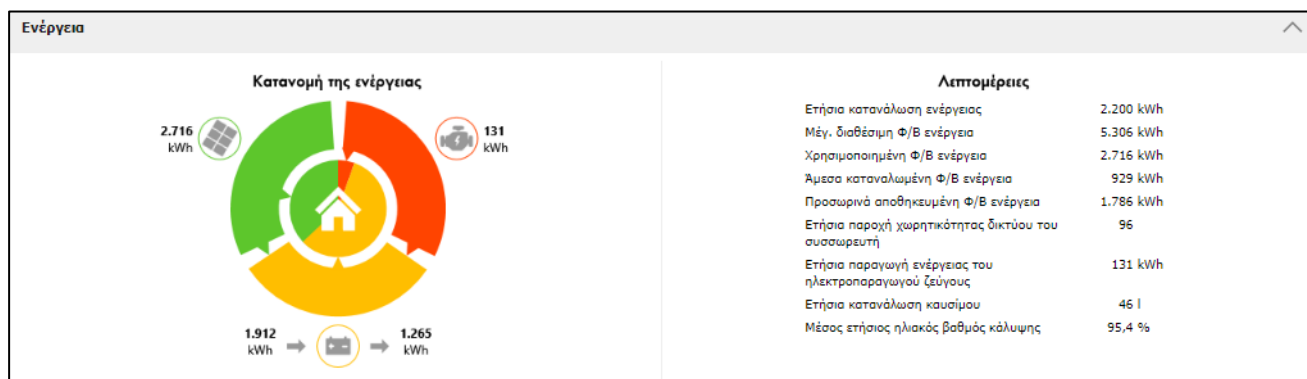 Ενέργεια
Κατανομή της ενέργειας
2.716
kWh
131
kWh
1.912
kWh
1.265
kWh
Λεπτομέρειες
Ετήσια κατανάλωση ενέργειας 2.200 kWh
Μέγ. διαθέσιμη Φ/Β ενέργεια 5.306 kWh
Χρησιμοποιημένη Φ/Β ενέργεια 2.716 kWh
Άμεσα καταναλωμένη Φ/Β ενέργεια 929 kWh
Προσωρινά αποθηκευμένη Φ/Β ενέργεια 1.786 kWh
Ετήσια παροχή χωρητικότητας δικτύου του 96
συσσωρευτή
Ετήσια παραγωγή ενέργειας του 131 kWh
ηλεκτροπαραγωγού ζεύγους
Ετήσια κατανάλωση καυσίμου 46 l
Μέσος ετήσιος ηλιακός βαθμός κάλυψης 95,4 %